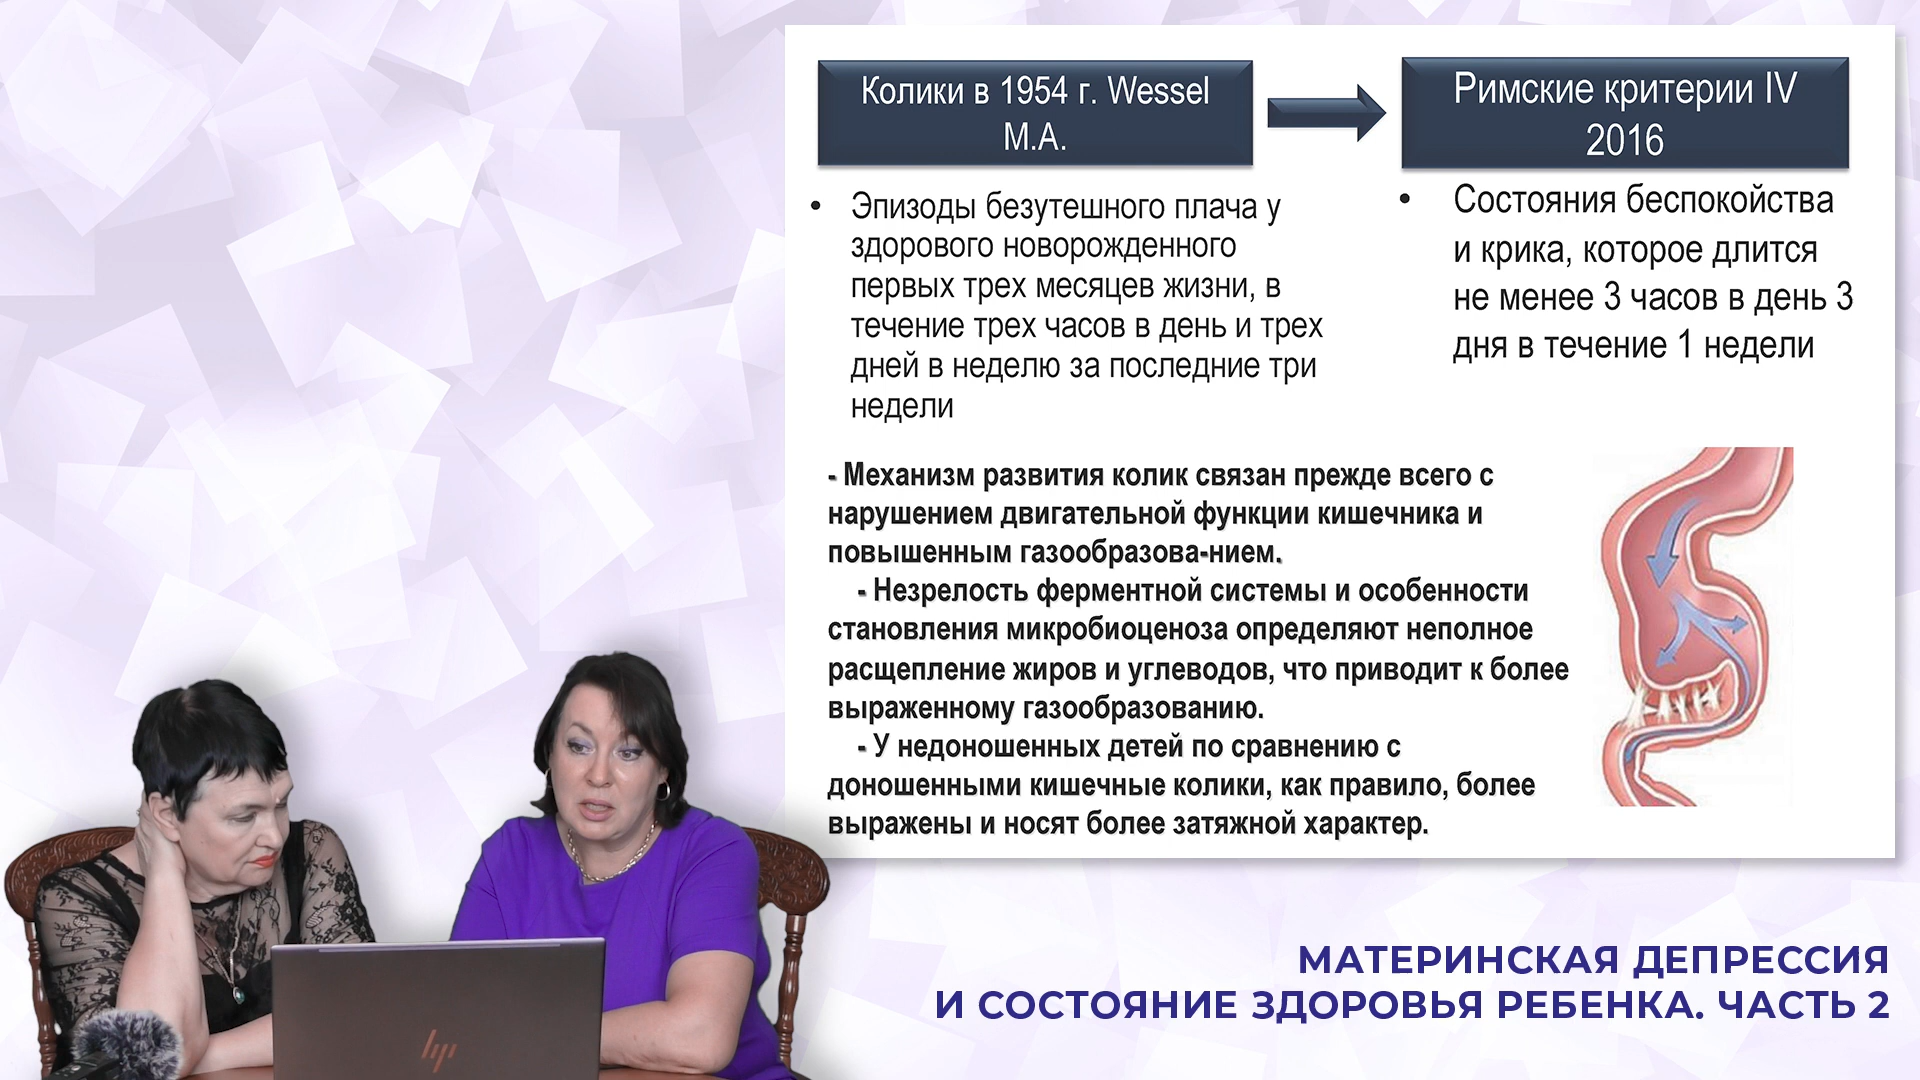 Колики в 1954 г. Wessel
М.А.
Римские критерии IV
2016
• Эпизоды безутешного плача у
здорового новорожденного
первых трех месяцев жизни, в
течение трех часов в день и трех
дней в неделю за последние три
недели
• Состояния беспокойства
и крика, которое длится
не менее 3 часов в день 3
дня в течение 1 недели
- Механизм развития колик связан прежде всего с
нарушением двигательной функции кишечника и
повышенным газообразова-нием.
- Незрелость ферментной системы и особенности
становления микробиоценоза определяют неполное
расщепление жиров и углеводов, что приводит к более
выраженному газообразованию.
- У недоношенных детей по сравнению с
доношенными кишечные колики, как правило, более
выражены и носят более затяжной характер.
hp
МАТЕРИНСКАЯ ДЕПРЕССИЯ
И СОСТОЯНИЕ ЗДОРОВЬЯ РЕБЕНКА. ЧАСТЬ 2